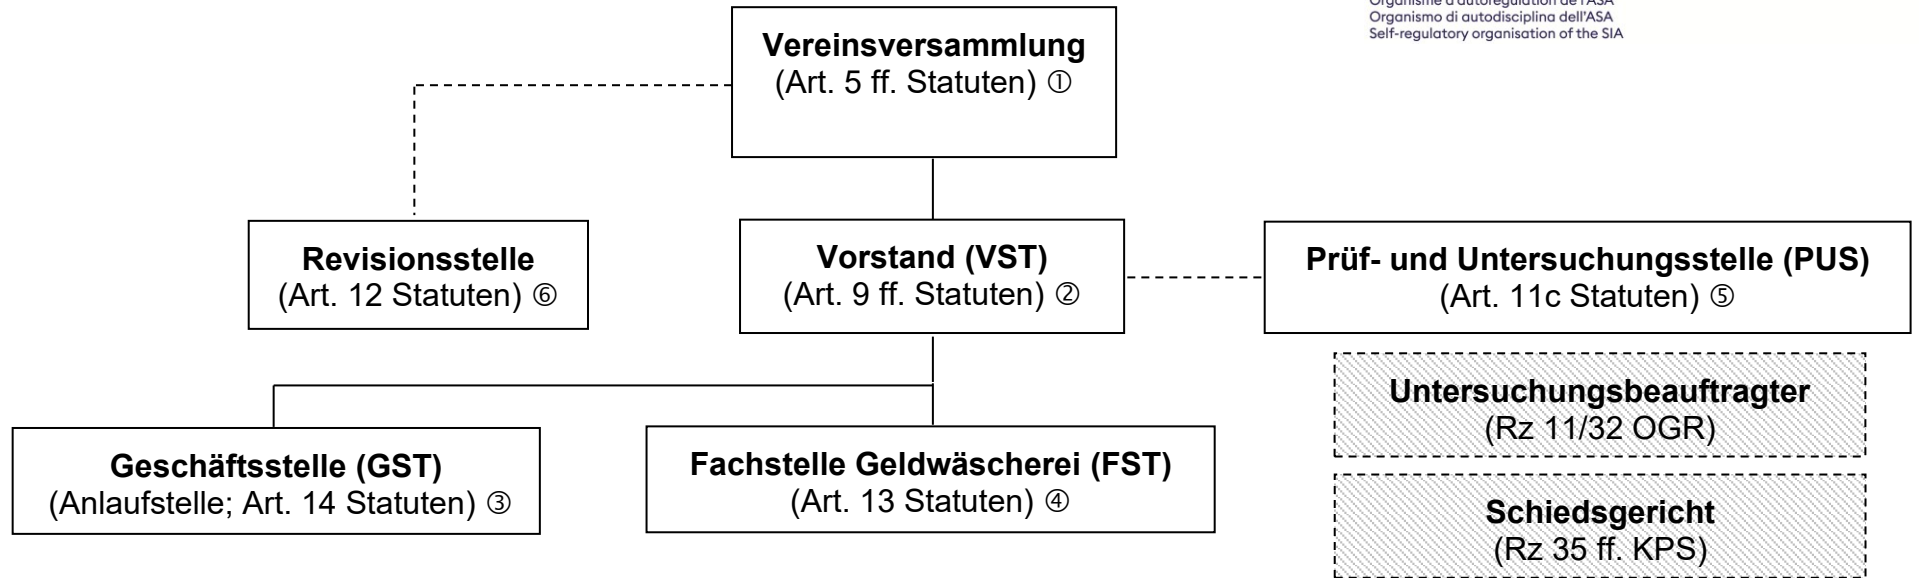 Organisme d'autorégulation de l'ASA
Organismo di autodisciplina dell'ASA
Self-regulatory organisation of the SIA
Vereinsversammlung
(Art. 5 ff. Statuten) ①
Revisionsstelle
(Art. 12 Statuten) ⑥
Vorstand (VST)
(Art. 9 ff. Statuten) ②
Prüf- und Untersuchungsstelle (PUS)
(Art. 11c Statuten) ⑤
Untersuchungsbeauftragter
(Rz 11/32 OGR)
Geschäftsstelle (GST)
(Anlaufstelle; Art. 14 Statuten) ③
Fachstelle Geldwäscherei (FST)
(Art. 13 Statuten) ④
Schiedsgericht
(Rz 35 ff. KPS)